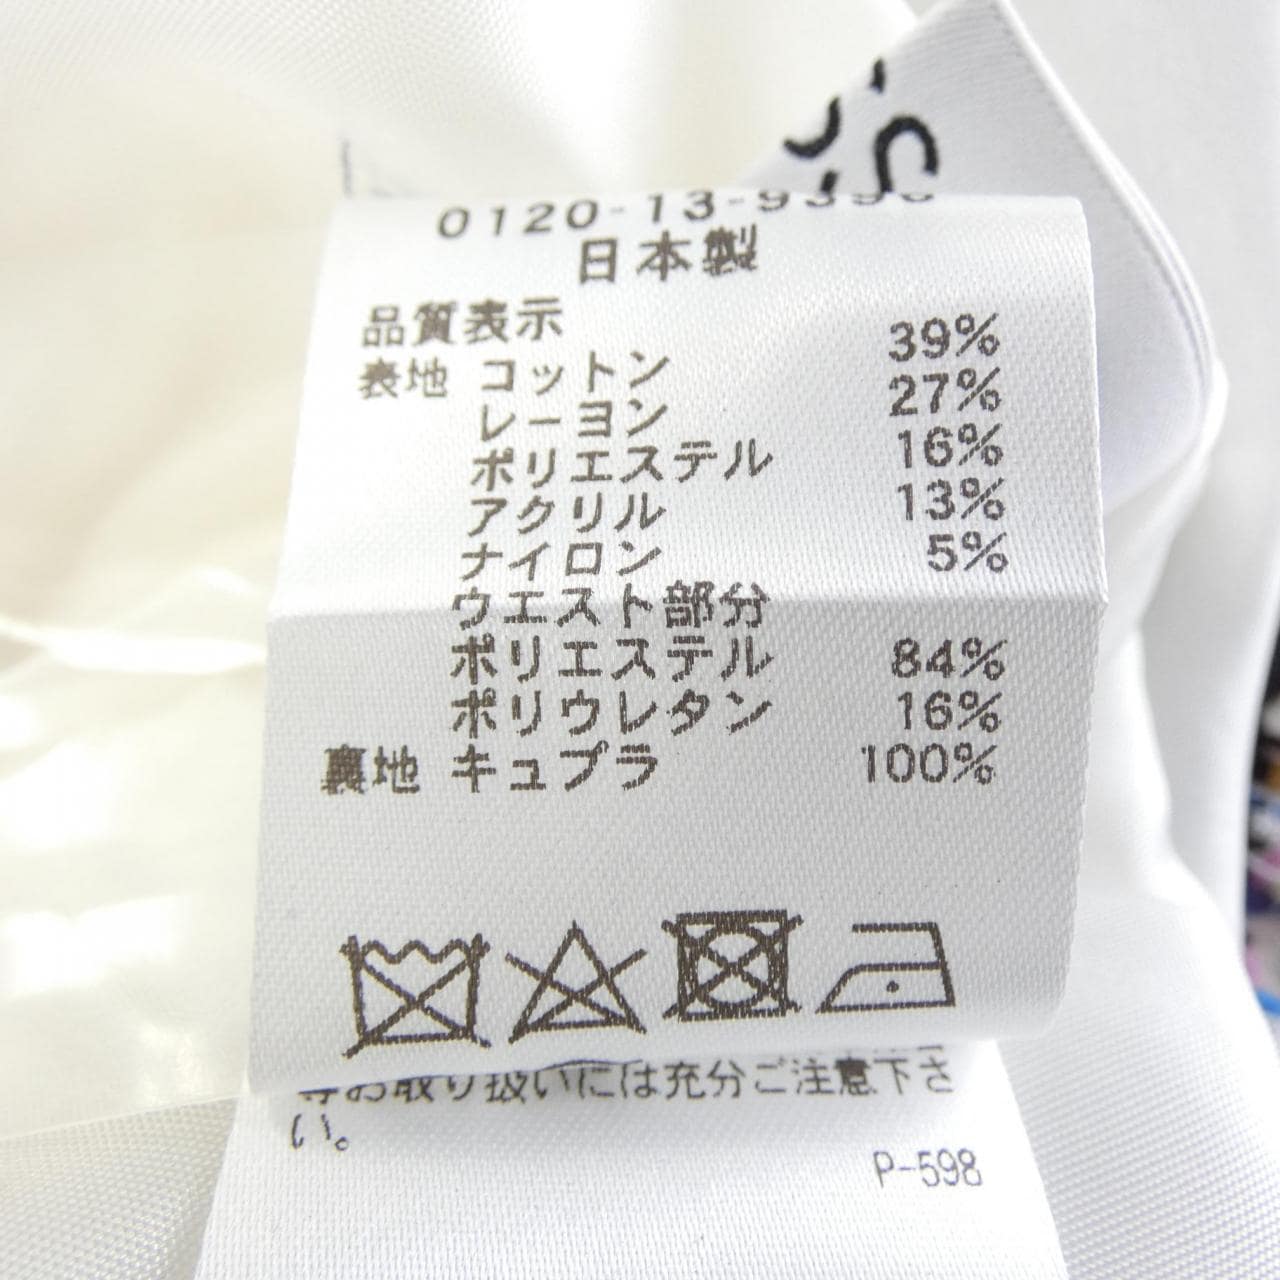 0120-13-9396
日本製
品質表示
表地 コットン 39%
レーヨン 27%
ポリエステル 16%
アクリル 13%
ナイロン 5%
ウエスト部分
ポリエステル 84%
ポリウレタン 16%
裏地 キュプラ 100%
お取り扱いには充分ご注意下さ
い。
P-598